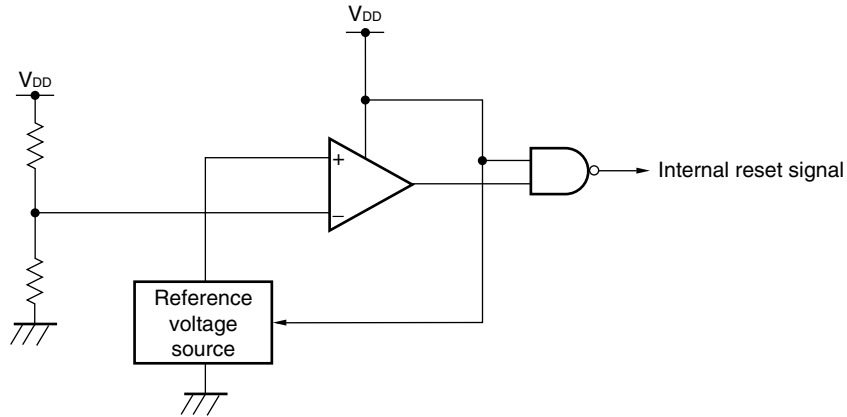 VDD
VDD
+
−
Internal reset signal
Reference
voltage
source